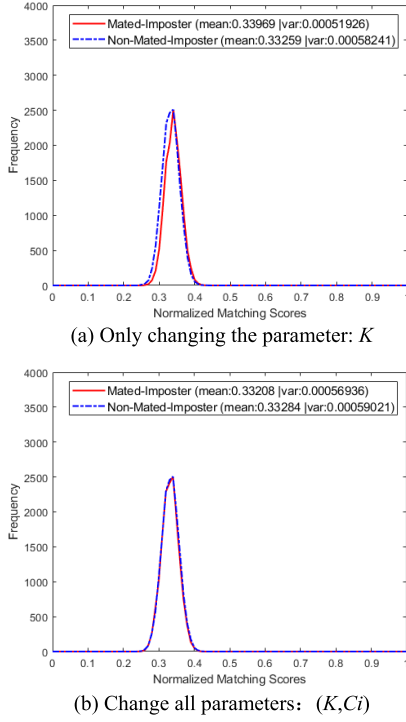 4000
3500
3000
2500
2000
1500
1000
500
0
Frequency
Mated-Imposter (mean:0.33969 |var:0.00051926)
Non-Mated-Imposter (mean:0.33259 |var:0.00058241)
0 0.1 0.2 0.3 0.4 0.5 0.6 0.7 0.8 0.9 1
Normalized Matching Scores
(a) Only changing the parameter: K
4000
3500
3000
2500
2000
1500
1000
500
0
Frequency
Mated-Imposter (mean:0.33208 |var:0.00056936)
Non-Mated-Imposter (mean:0.33284 |var:0.00059021)
0 0.1 0.2 0.3 0.4 0.5 0.6 0.7 0.8 0.9 1
Normalized Matching Scores
(b) Change all parameters：(K,Ci)